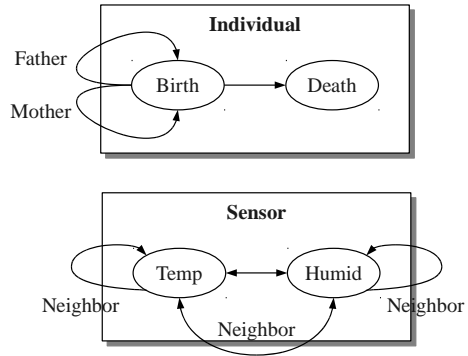 Individual
Father
Birth
Death
Mother
Sensor
Temp
Humid
Neighbor
Neighbor
Neighbor